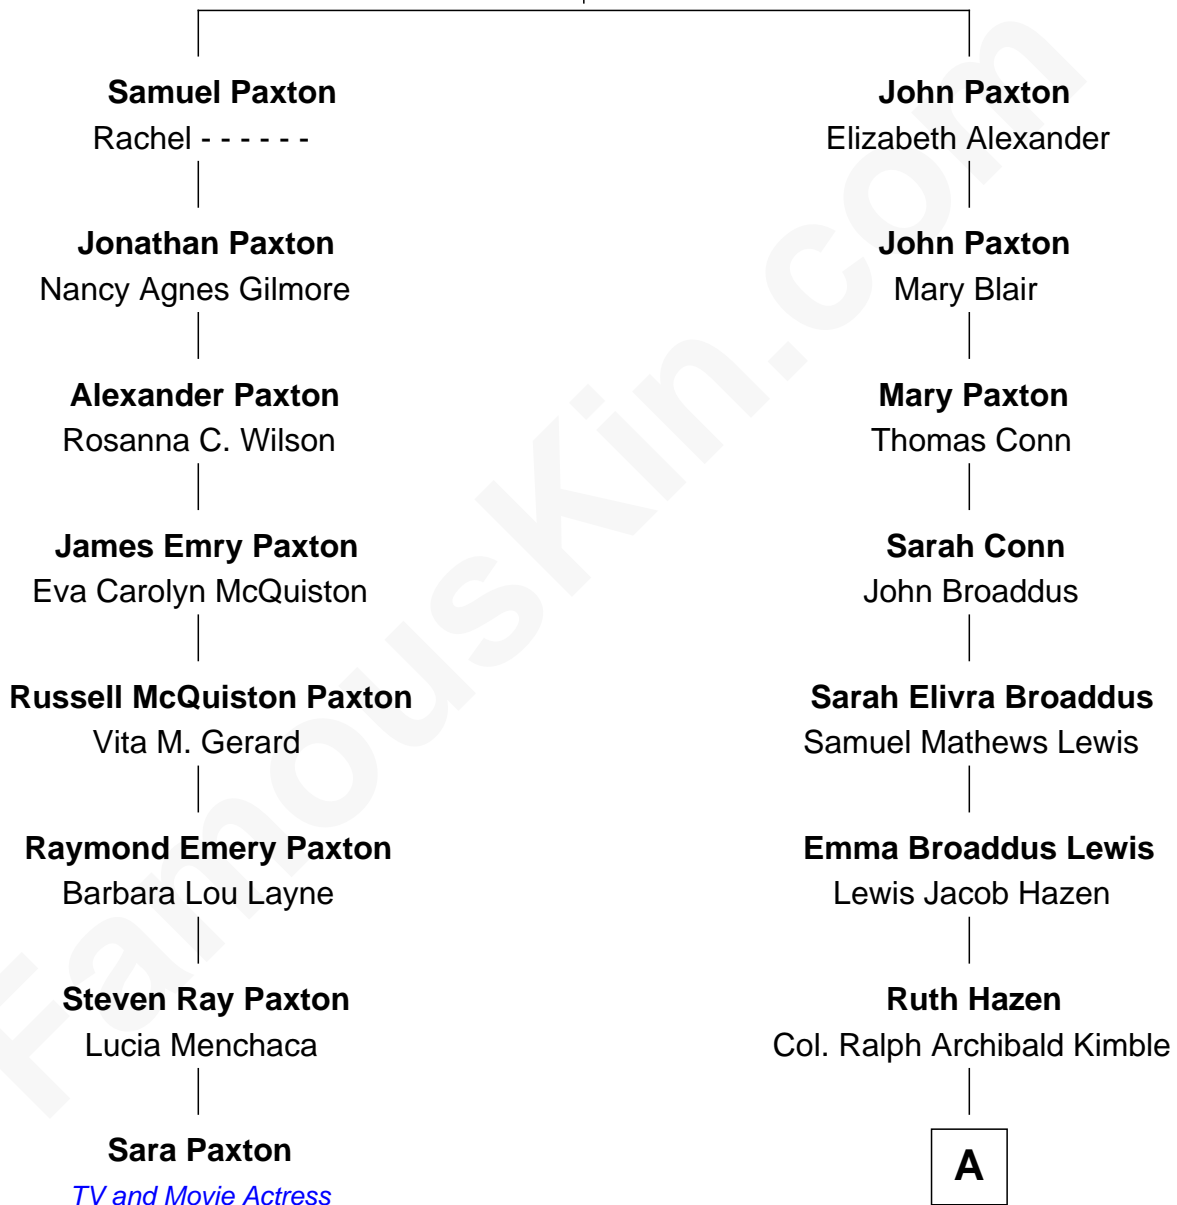 Samuel Paxton
Rachel - - - - - -
Jonathan Paxton
Nancy Agnes Gilmore
Alexander Paxton
Rosanna C. Wilson
James Emry Paxton
Eva Carolyn McQuiston
Russell McQuiston Paxton
Vita M. Gerard
Raymond Emery Paxton
Barbara Lou Layne
Steven Ray Paxton
Lucia Menchaca
Sara Paxton
TV and Movie Actress
John Paxton
Elizabeth Alexander
John Paxton
Mary Blair
Mary Paxton
Thomas Conn
Sarah Conn
John Broaddus
Sarah Elivra Broaddus
Samuel Mathews Lewis
Emma Broaddus Lewis
Lewis Jacob Hazen
Ruth Hazen
Col. Ralph Archibald Kimble
A
FamousKin.com